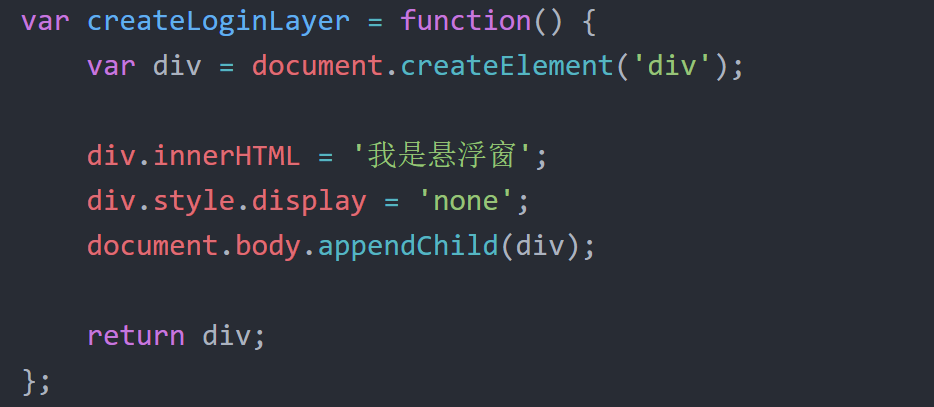 var createLoginLayer = function() {
    var div = document.createElement('div');
    div.innerHTML = '我是悬浮窗';
    div.style.display = 'none';
    document.body.appendChild(div);
    return div;
};